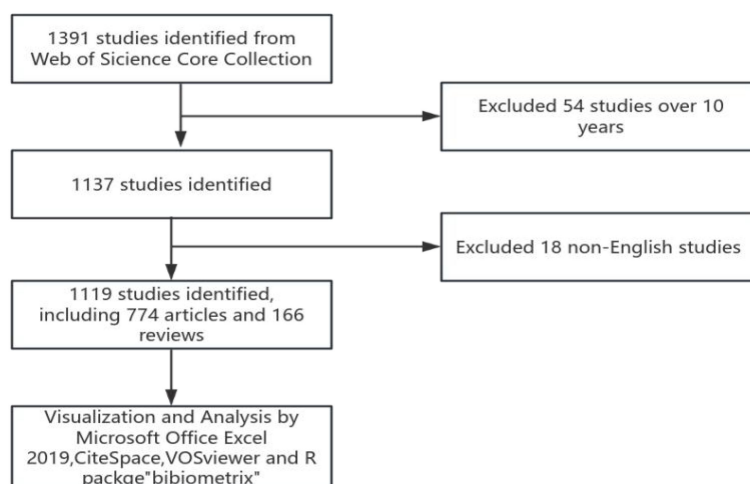 1391 studies identified from
Web of Sicience Core Collection
Excluded 54 studies over 10
years
1137 studies identified
Excluded 18 non-English studies
1119 studies identified,
including 774 articles and 166
reviews
Visualization and Analysis by
Microsoft Office Excel
2019,CiteSpace,VOSviewer and R
packge"bibiometrix"